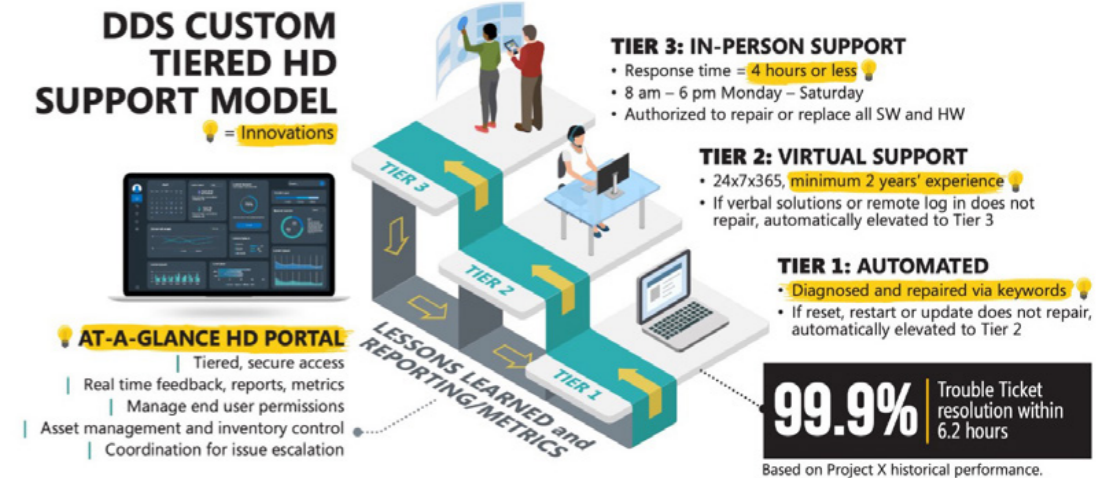 DDS CUSTOM
TIERED HD
SUPPORT MODEL
= Innovations
AT-A-GLANCE HD PORTAL
Tiered, secure access
Real time feedback, reports, metrics
Manage end user permissions
Asset management and inventory control
Coordination for issue escalation
TIER 3
TIER 2
TIER 1
LESSONS LEARNED and
REPORTING/METRICS
TIER 3: IN-PERSON SUPPORT
• Response time = 4 hours or less
• 8 am – 6 pm Monday – Saturday
• Authorized to repair or replace all SW and HW
TIER 2: VIRTUAL SUPPORT
• 24x7x365, minimum 2 years' experience
• If verbal solutions or remote log in does not
repair, automatically elevated to Tier 3
TIER 1: AUTOMATED
• Diagnosed and repaired via keywords
• If reset, restart or update does not repair,
automatically elevated to Tier 2
99.9%
Trouble Ticket
resolution within
6.2 hours
Based on Project X historical performance.